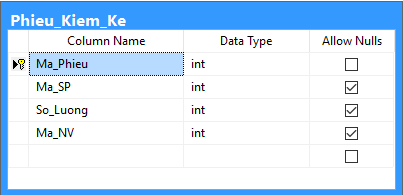 Phieu_Kiem_Ke
Column Name Data Type Allow Nulls
Ma_Phieu int
Ma_SP int
So_Luong int
Ma_NV int